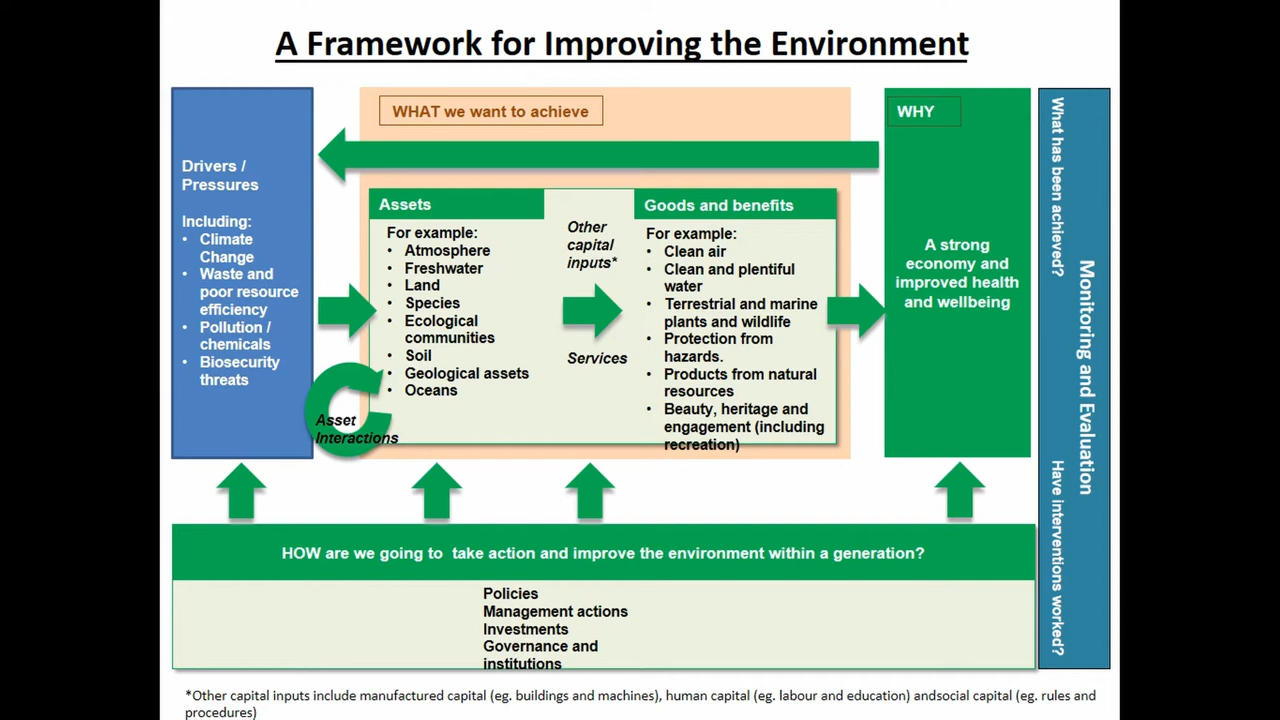 A Framework for Improving the Environment
WHAT we want to achieve
WHY
Drivers /
Pressures
Including:
• Climate
Change
• Waste and
poor resource
efficiency
• Pollution /
chemicals
• Biosecurity
threats
Assets
For example:
• Atmosphere
• Freshwater
• Land
• Species
• Ecological
communities
• Soil
• Geological assets
• Oceans
Asset
Interactions
Other
capital
inputs*
Services
Goods and benefits
For example:
• Clean air
• Clean and plentiful
water
• Terrestrial and marine
plants and wildlife
• Protection from
hazards.
• Products from natural
resources
• Beauty, heritage and
engagement (including
recreation)
A strong
economy and
improved health
and wellbeing
What has been achieved?
Have interventions worked?
Monitoring and Evaluation
HOW are we going to take action and improve the environment within a generation?
Policies
Management actions
Investments
Governance and
institutions
*Other capital inputs include manufactured capital (eg. buildings and machines), human capital (eg. labour and education) andsocial capital (eg. rules and
procedures)